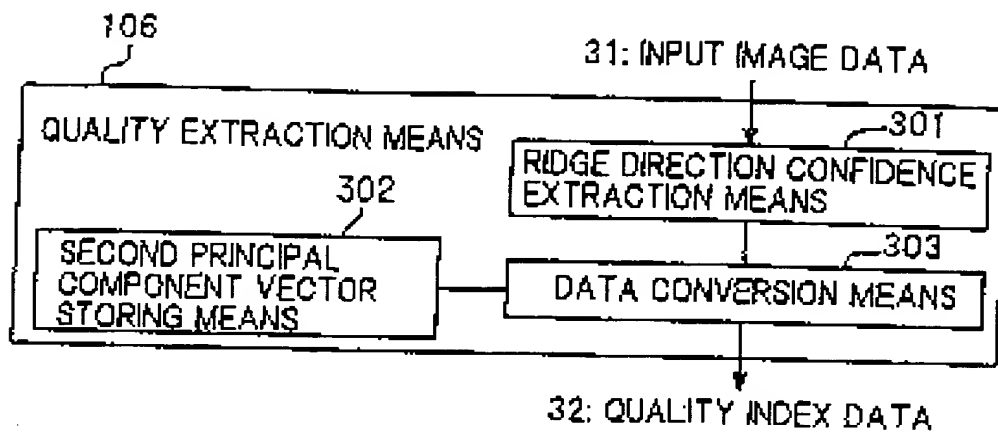 106
31: INPUT IMAGE DATA
QUALITY EXTRACTION MEANS
301
RIDGE DIRECTION CONFIDENCE
EXTRACTION MEANS
302
SECOND PRINCIPAL
COMPONENT VECTOR
STORING MEANS
303
DATA CONVERSION MEANS
32: QUALITY INDEX DATA